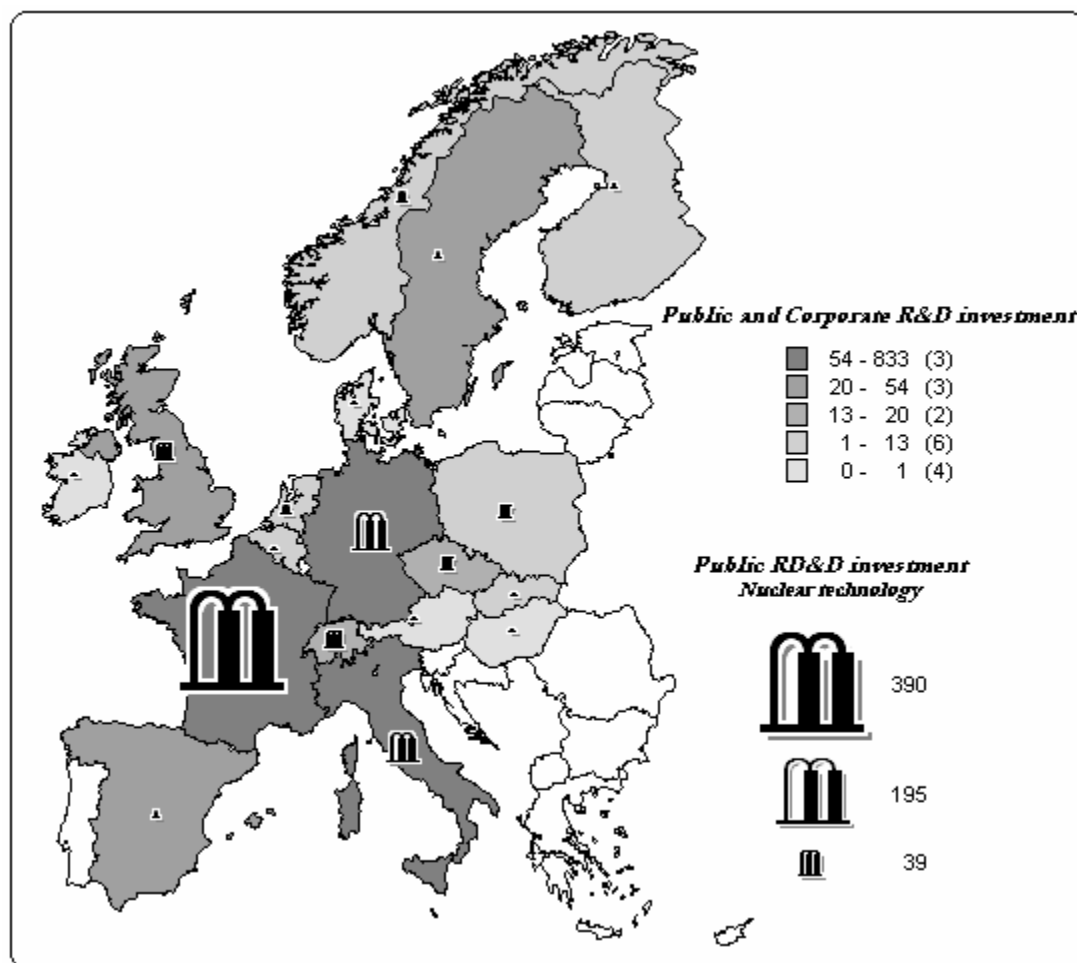 Public and Corporate R&D investment
54 - 833 (3)
20 - 54 (3)
13 - 20 (2)
1 - 13 (6)
0 - 1 (4)
Public RD&D investment
Nuclear technology
390
195
39